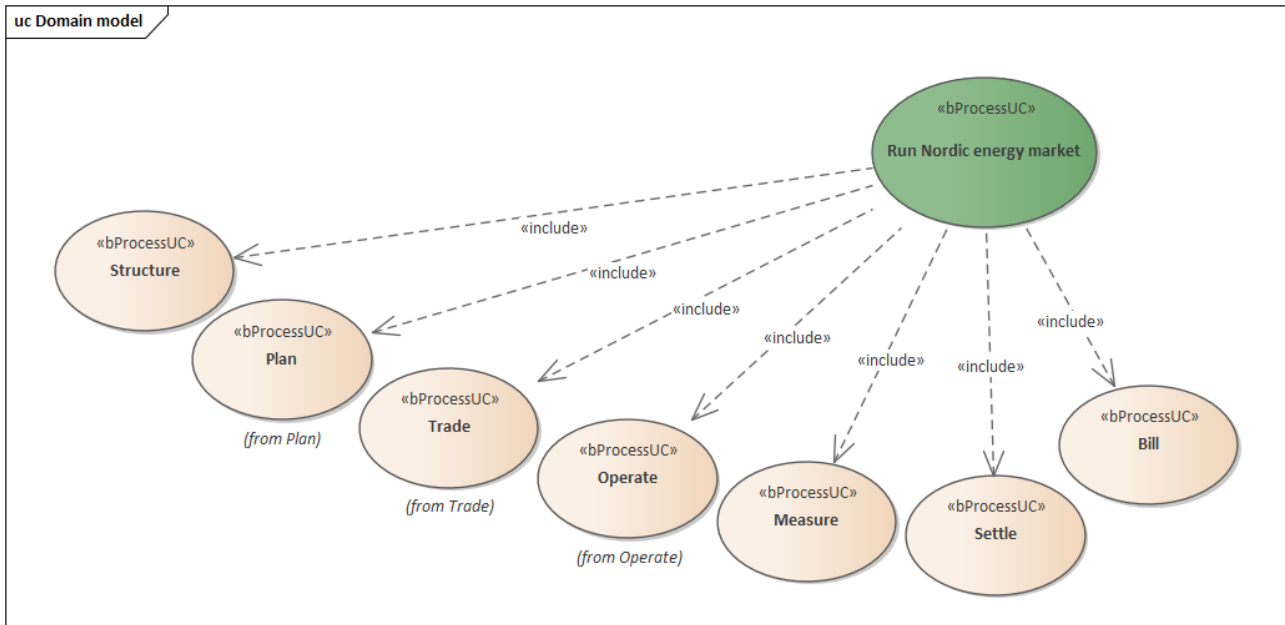 uc Domain model
«bProcessUC»
Run Nordic energy market
«include»
«include»
«include»
«include»
«include»
«include»
«include»
«bProcessUC»
Structure
«bProcessUC»
Plan
(from Plan)
«bProcessUC»
Trade
(from Trade)
«bProcessUC»
Operate
(from Operate)
«bProcessUC»
Measure
«bProcessUC»
Settle
«bProcessUC»
Bill